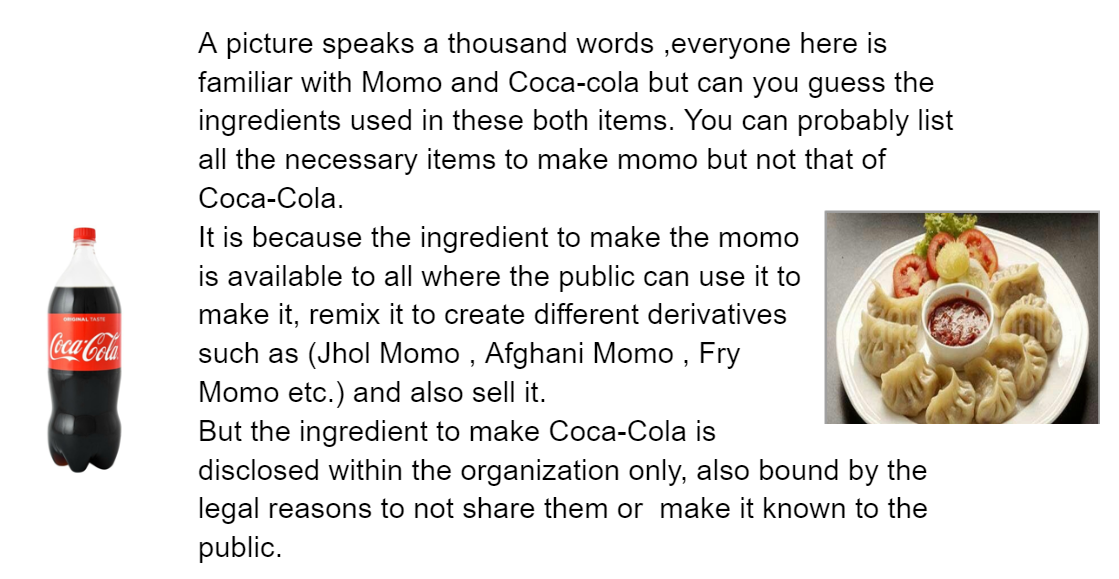 A picture speaks a thousand words ,everyone here is
familiar with Momo and Coca-cola but can you guess the
ingredients used in these both items. You can probably list
all the necessary items to make momo but not that of
Coca-Cola.
It is because the ingredient to make the momo
is available to all where the public can use it to
make it, remix it to create different derivatives
such as (Jhol Momo , Afghani Momo , Fry
Momo etc.) and also sell it.
But the ingredient to make Coca-Cola is
disclosed within the organization only, also bound by the
legal reasons to not share them or  make it known to the
public.
ORIGINAL TASTE
Coca-Cola